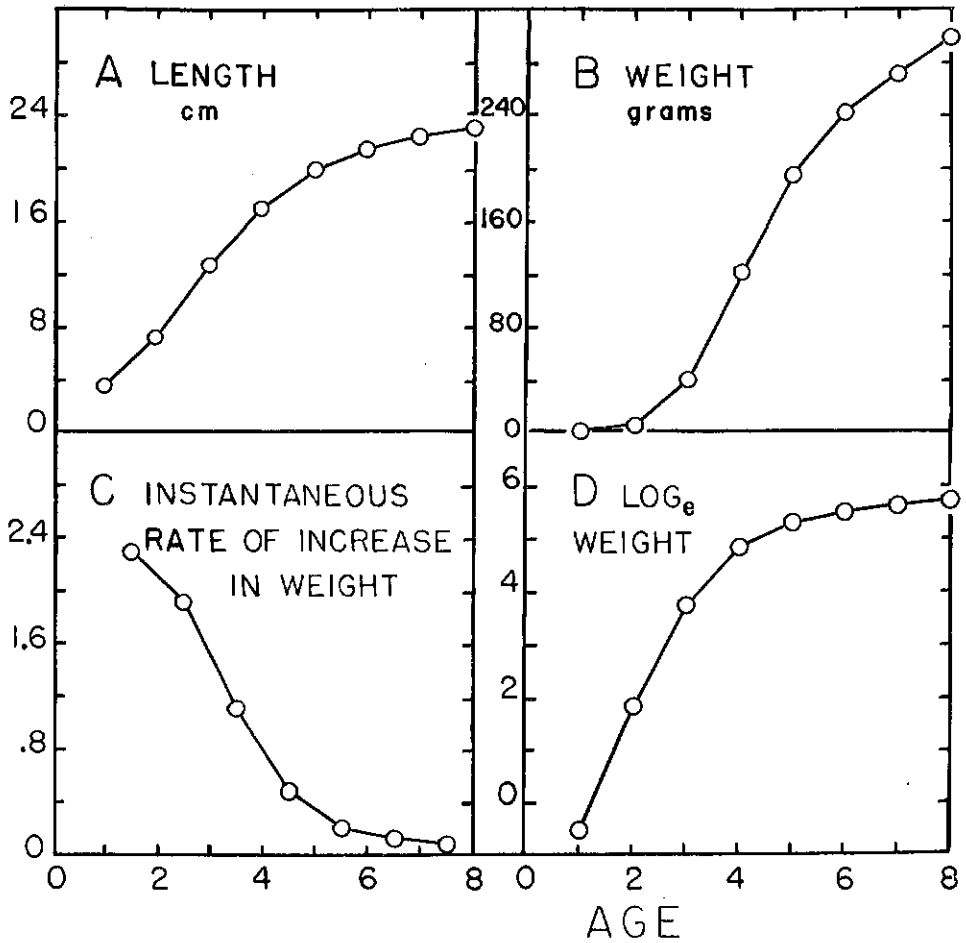 A LENGTH
cm
24
16
8
0
B WEIGHT
grams
240
160
80
0
C INSTANTANEOUS
RATE OF INCREASE
IN WEIGHT
2.4
1.6
.8
0
0 2 4 6 8
D LOGe
WEIGHT
6
4
2
0
0 2 4 6 8
AGE